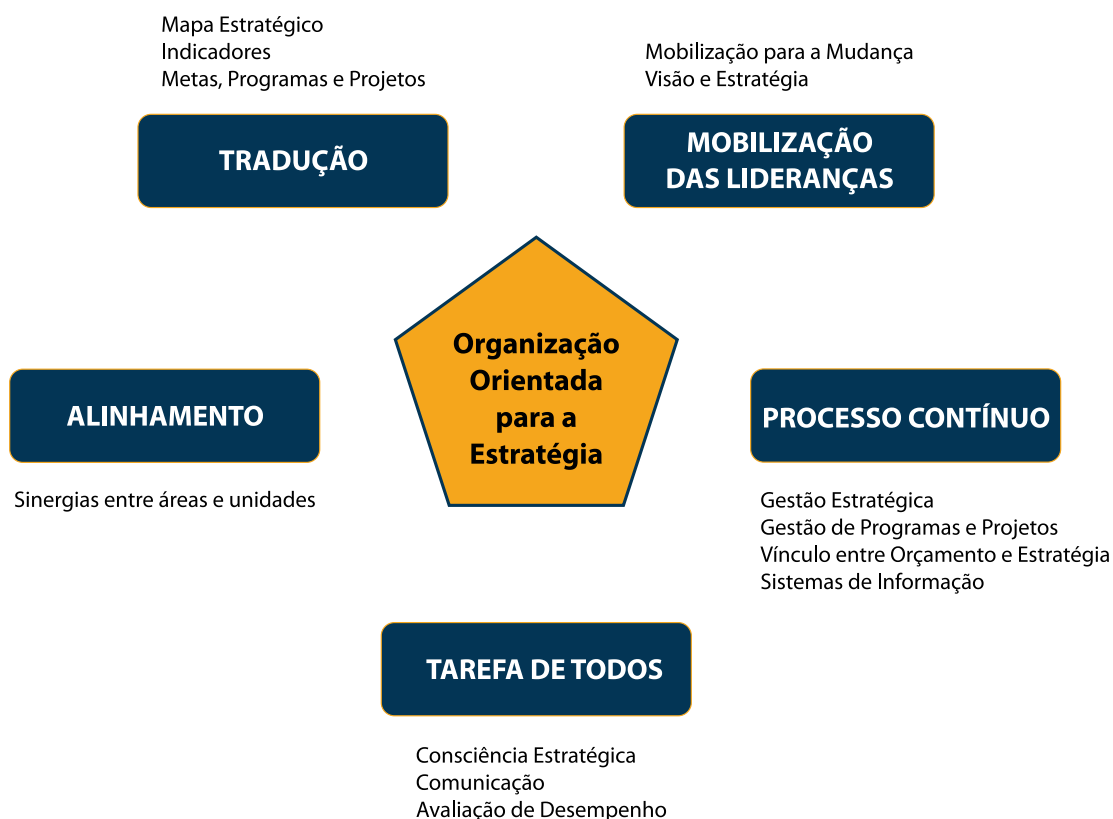 Mapa Estratégico
Indicadores
Metas, Programas e Projetos
TRADUÇÃO
Mobilização para a Mudança
Visão e Estratégia
MOBILIZAÇÃO
DAS LIDERANÇAS
Organização
Orientada
para a
Estratégia
ALINHAMENTO
Sinergias entre áreas e unidades
PROCESSO CONTÍNUO
Gestão Estratégica
Gestão de Programas e Projetos
Vínculo entre Orçamento e Estratégia
Sistemas de Informação
TAREFA DE TODOS
Consciência Estratégica
Comunicação
Avaliação de Desempenho